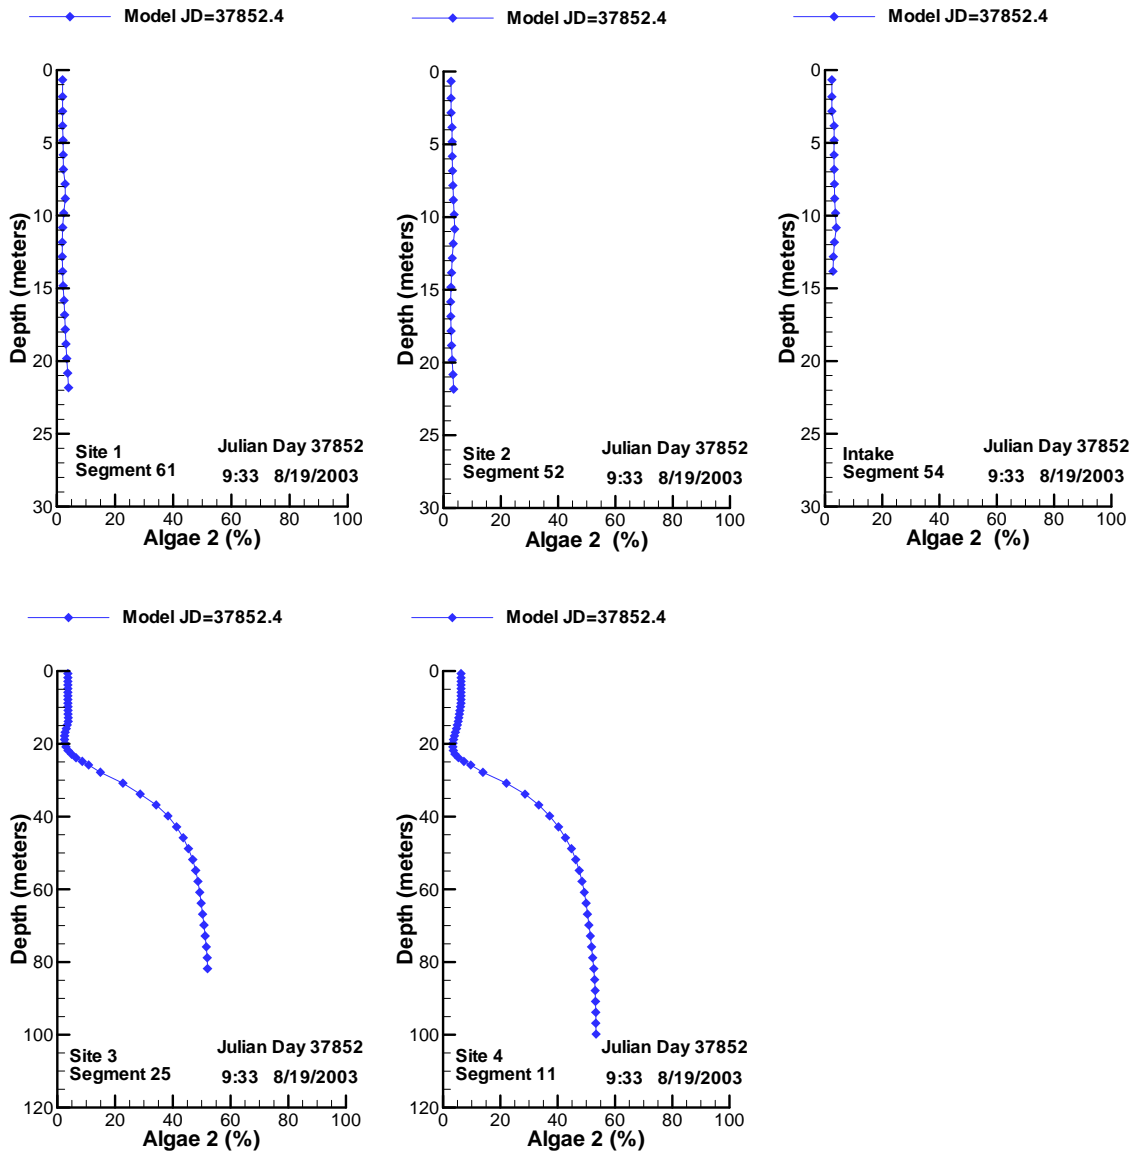 Model JD=37852.4
0
5
10
15
20
25
30
Depth (meters)
Site 1
Segment 61
Julian Day 37852
9:33 8/19/2003
0 20 40 60 80 100
Algae 2 (%)
Model JD=37852.4
0
5
10
15
20
25
30
Depth (meters)
Site 2
Segment 52
Julian Day 37852
9:33 8/19/2003
0 20 40 60 80 100
Algae 2 (%)
Model JD=37852.4
0
5
10
15
20
25
30
Depth (meters)
Intake
Segment 54
Julian Day 37852
9:33 8/19/2003
0 20 40 60 80 100
Algae 2 (%)
Model JD=37852.4
0
20
40
60
80
100
120
Depth (meters)
Site 3
Segment 25
Julian Day 37852
9:33 8/19/2003
0 20 40 60 80 100
Algae 2 (%)
Model JD=37852.4
0
20
40
60
80
100
120
Depth (meters)
Site 4
Segment 11
Julian Day 37852
9:33 8/19/2003
0 20 40 60 80 100
Algae 2 (%)